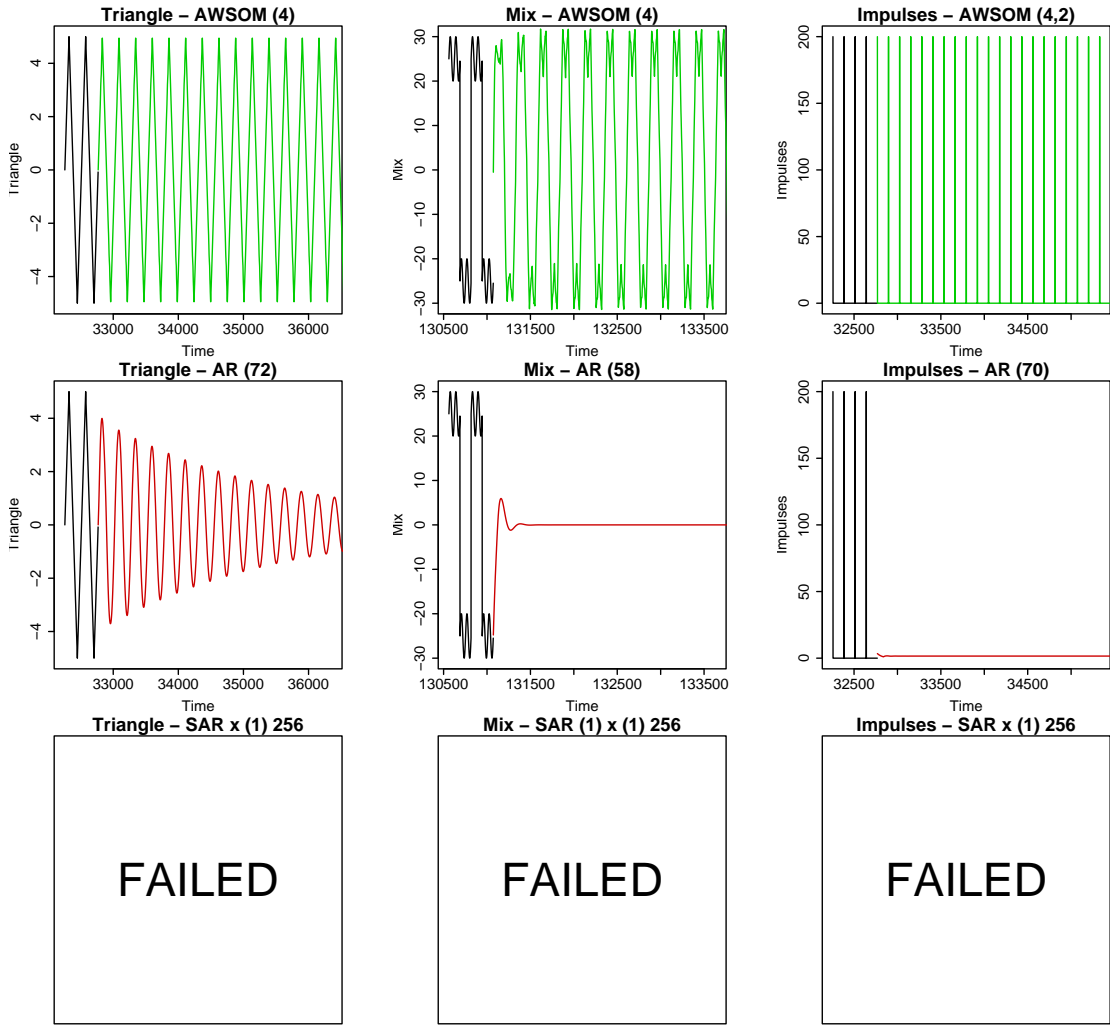 Triangle − AWSOM (4)
Mix − AWSOM (4)
Impulses − AWSOM (4,2)
Triangle
4
2
0
−2
−4
33000 34000 35000 36000
Time
Mix
30
20
10
0
−10
−20
−30
130500 131500 132500 133500
Time
Impulses
200
150
100
50
0
32500 33500 34500
Time
Triangle − AR (72)
Mix − AR (58)
Impulses − AR (70)
Triangle
4
2
0
−2
−4
33000 34000 35000 36000
Time
Mix
30
20
10
0
−10
−20
−30
130500 131500 132500 133500
Time
Impulses
200
150
100
50
0
32500 33500 34500
Time
Triangle − SAR x (1) 256
Mix − SAR (1) x (1) 256
Impulses − SAR x (1) 256
FAILED
FAILED
FAILED